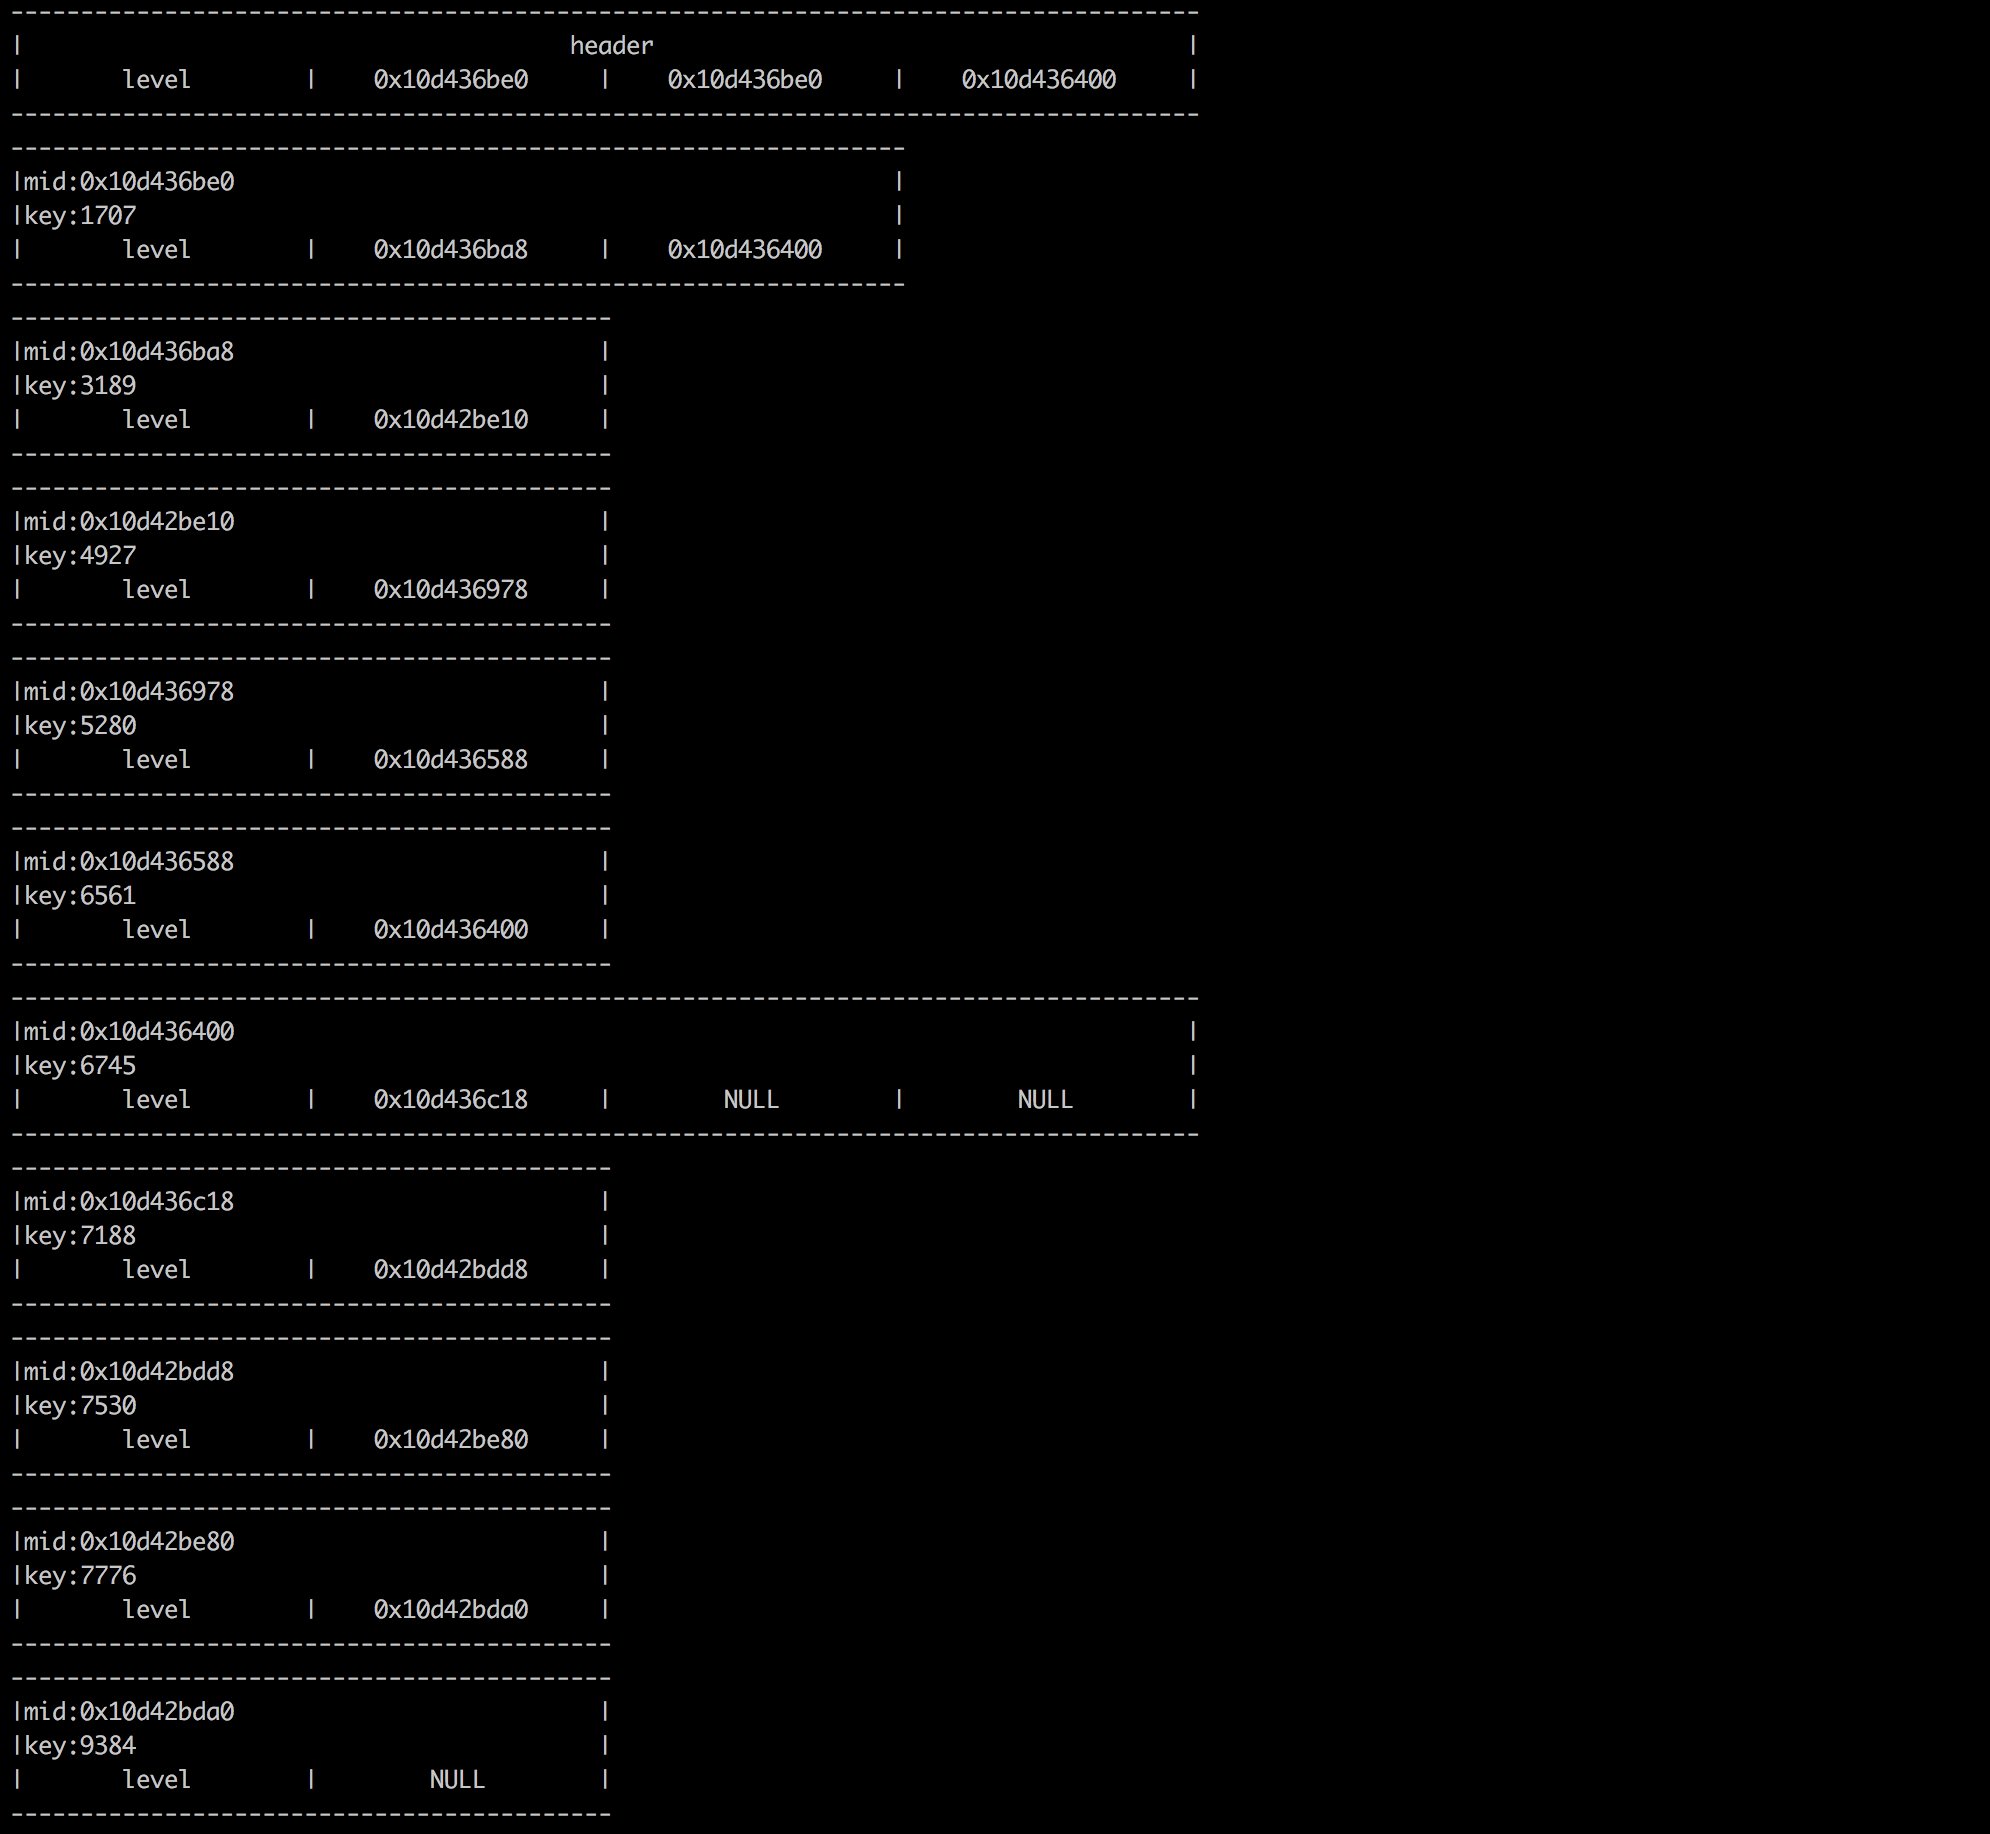 -------------------------------------------------------------------------------------
|                                       header                                      |
|       level        |    0x10d436be0     |    0x10d436be0     |    0x10d436400     |
-------------------------------------------------------------------------------------
----------------------------------------------------------------
|mid:0x10d436be0                                               |
|key:1707                                                      |
|       level        |    0x10d436ba8     |    0x10d436400     |
----------------------------------------------------------------
-------------------------------------------
|mid:0x10d436ba8                          |
|key:3189                                 |
|       level        |    0x10d42be10     |
-------------------------------------------
-------------------------------------------
|mid:0x10d42be10                          |
|key:4927                                 |
|       level        |    0x10d436978     |
-------------------------------------------
-------------------------------------------
|mid:0x10d436978                          |
|key:5280                                 |
|       level        |    0x10d436588     |
-------------------------------------------
-------------------------------------------
|mid:0x10d436588                          |
|key:6561                                 |
|       level        |    0x10d436400     |
-------------------------------------------
-------------------------------------------------------------------------------------
|mid:0x10d436400                                                                    |
|key:6745                                                                           |
|       level        |    0x10d436c18     |        NULL        |        NULL        |
-------------------------------------------------------------------------------------
-------------------------------------------
|mid:0x10d436c18                          |
|key:7188                                 |
|       level        |    0x10d42bdd8     |
-------------------------------------------
-------------------------------------------
|mid:0x10d42bdd8                          |
|key:7530                                 |
|       level        |    0x10d42be80     |
-------------------------------------------
-------------------------------------------
|mid:0x10d42be80                          |
|key:7776                                 |
|       level        |    0x10d42bda0     |
-------------------------------------------
-------------------------------------------
|mid:0x10d42bda0                          |
|key:9384                                 |
|       level        |        NULL        |
-------------------------------------------